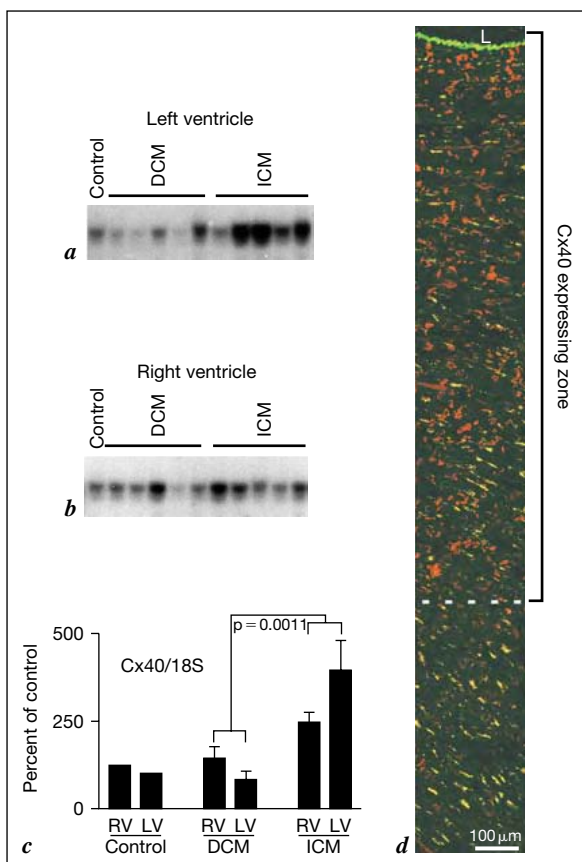 Left ventricle
Control
DCM
ICM
a
Right ventricle
Control
DCM
ICM
b
500
250
0
Percent of control
Cx40/18S
p = 0.0011
RV LV
Control
RV LV
DCM
RV LV
ICM
c
L
Cx40 expressing zone
100 µm
d